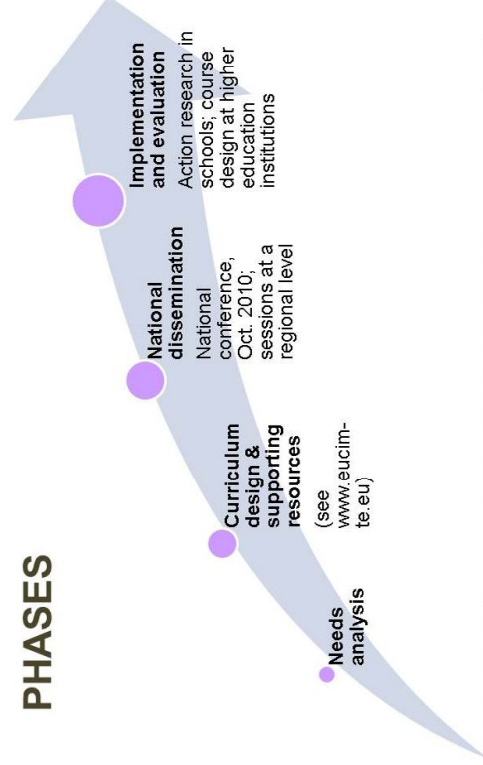 PHASES
Needs
analysis
Curriculum
design &
supporting
resources
(see
www.eucim-
te.eu)
National
dissemination
National
conference,
Oct. 2010;
sessions at a
regional level
Implementation
and evaluation
Action research in
schools; course
design at higher
education
institutions